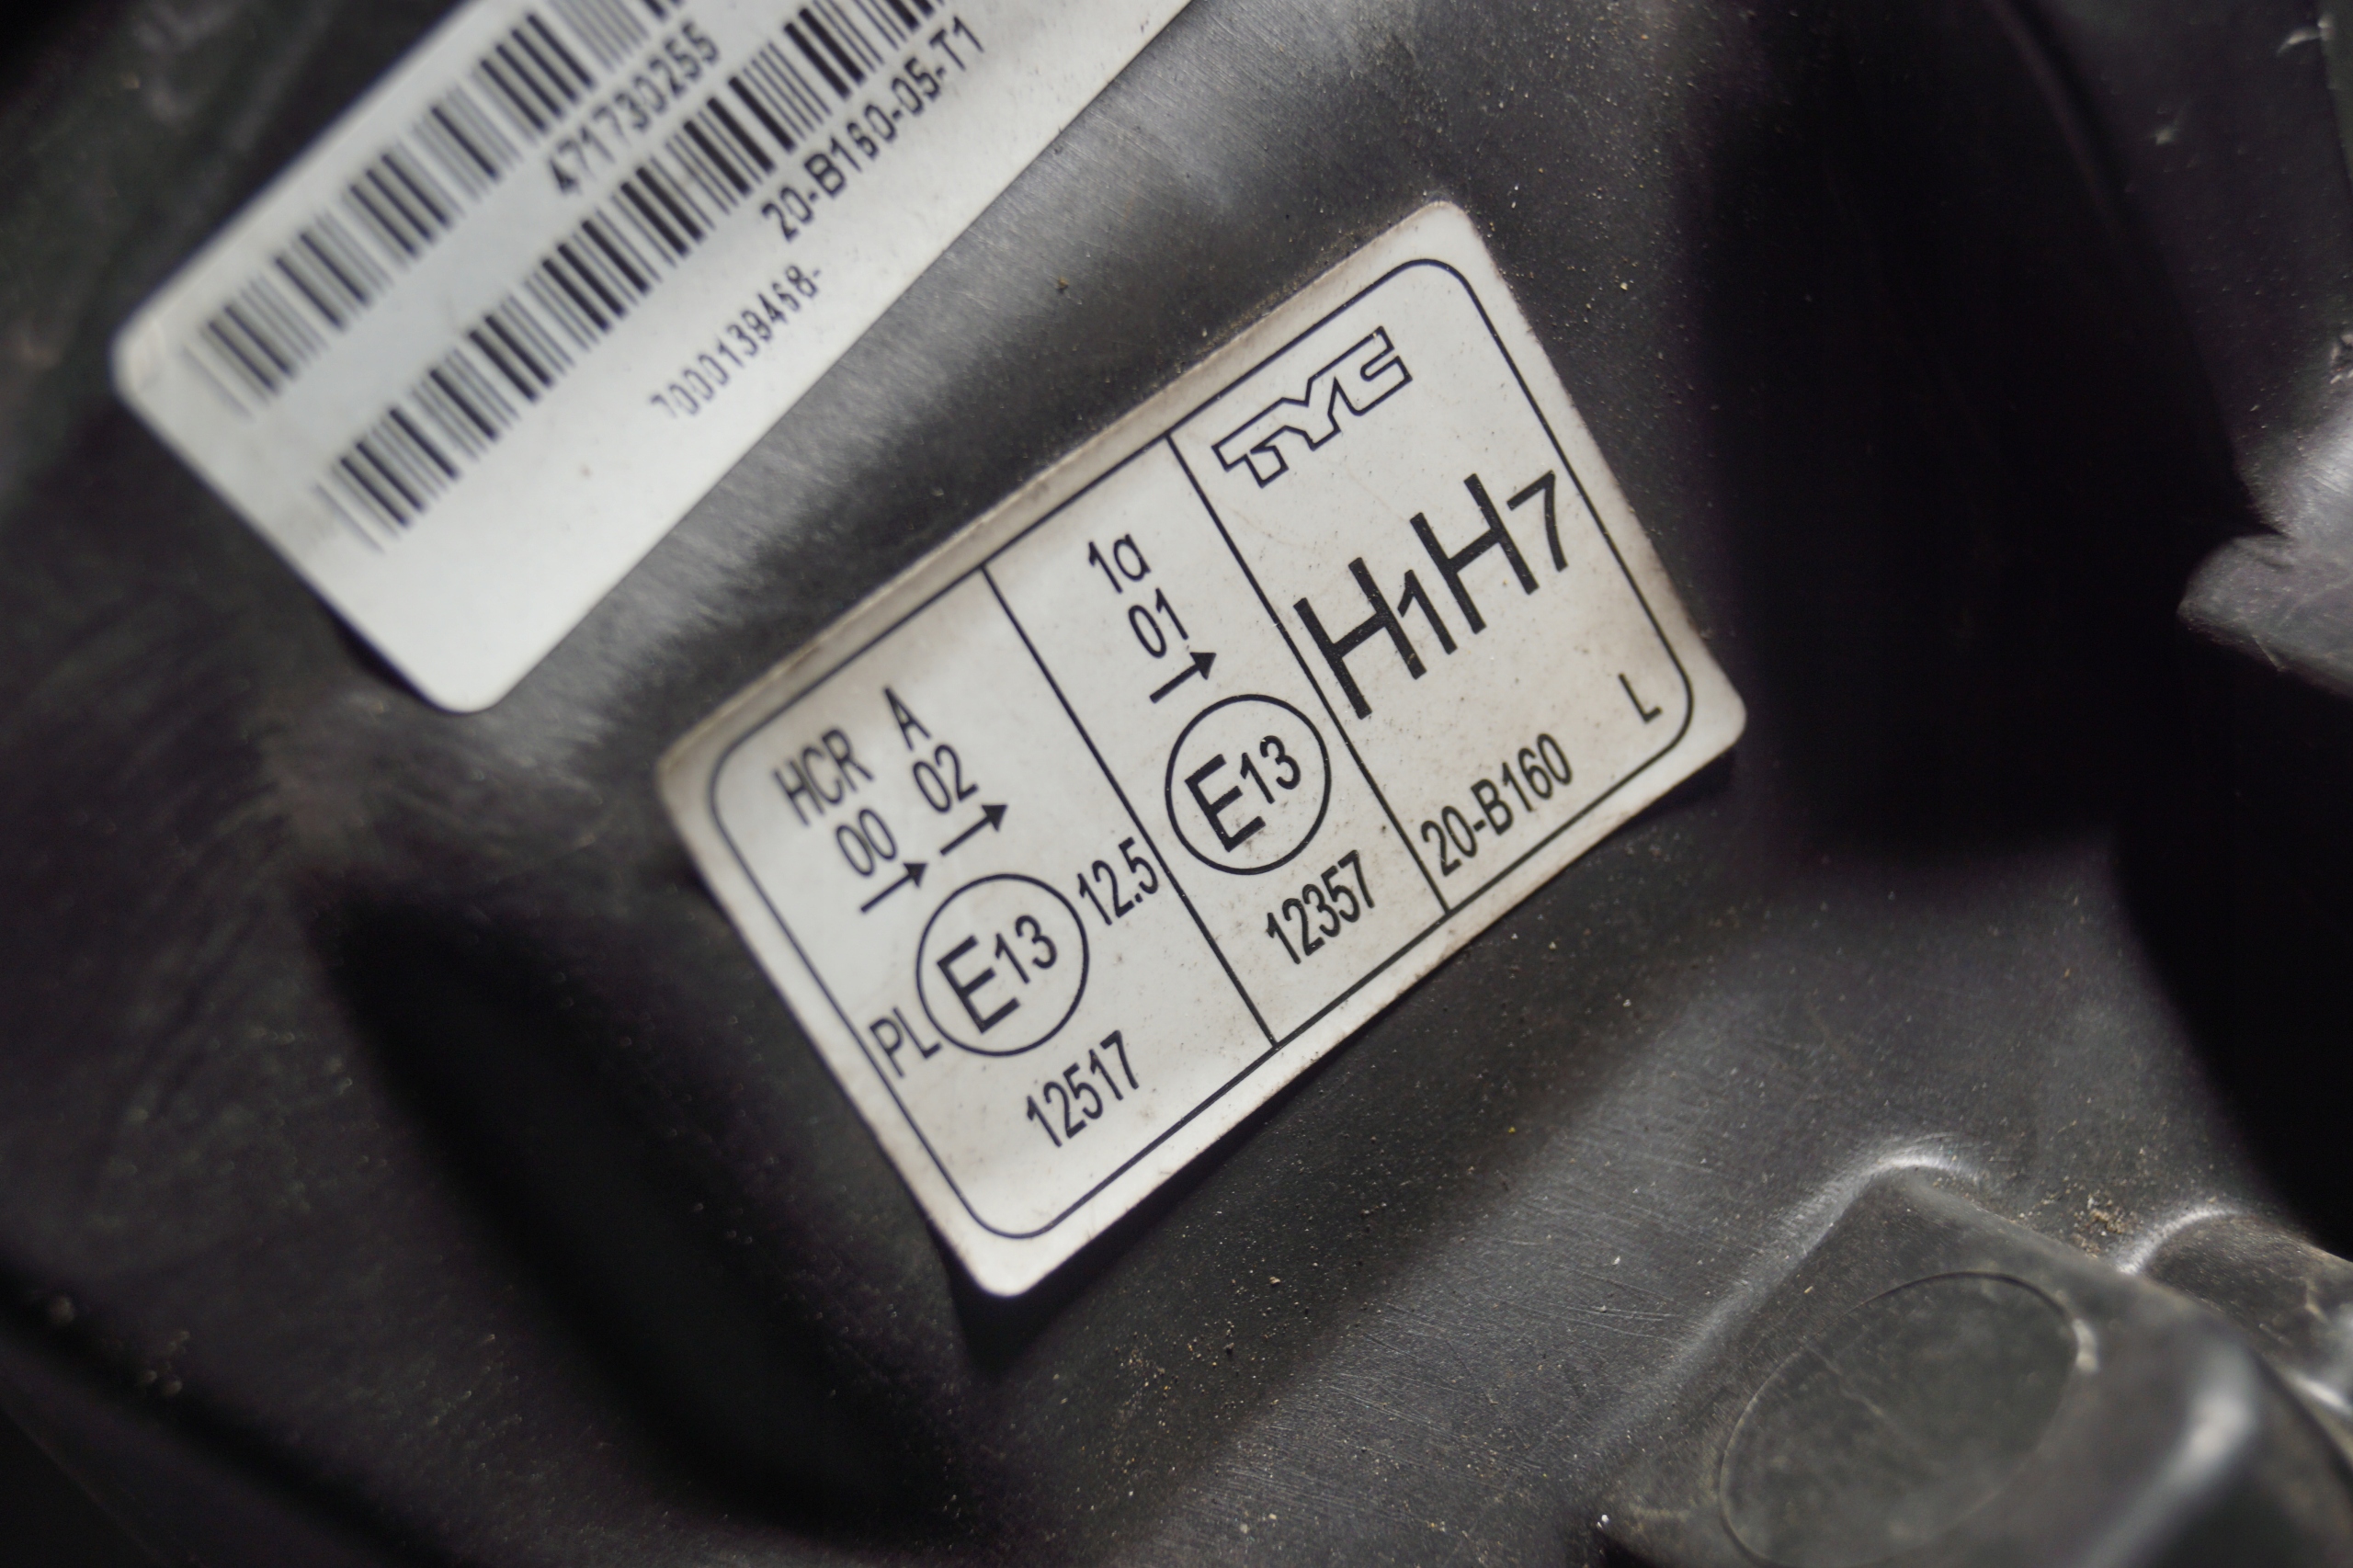 471730255
20-B160-05-T1
7000139468-
HCR A
00 02
→ →
PL E13 12.5
12517
1a
01
→
E13
12357
TYC
H1H7
20-B160 L